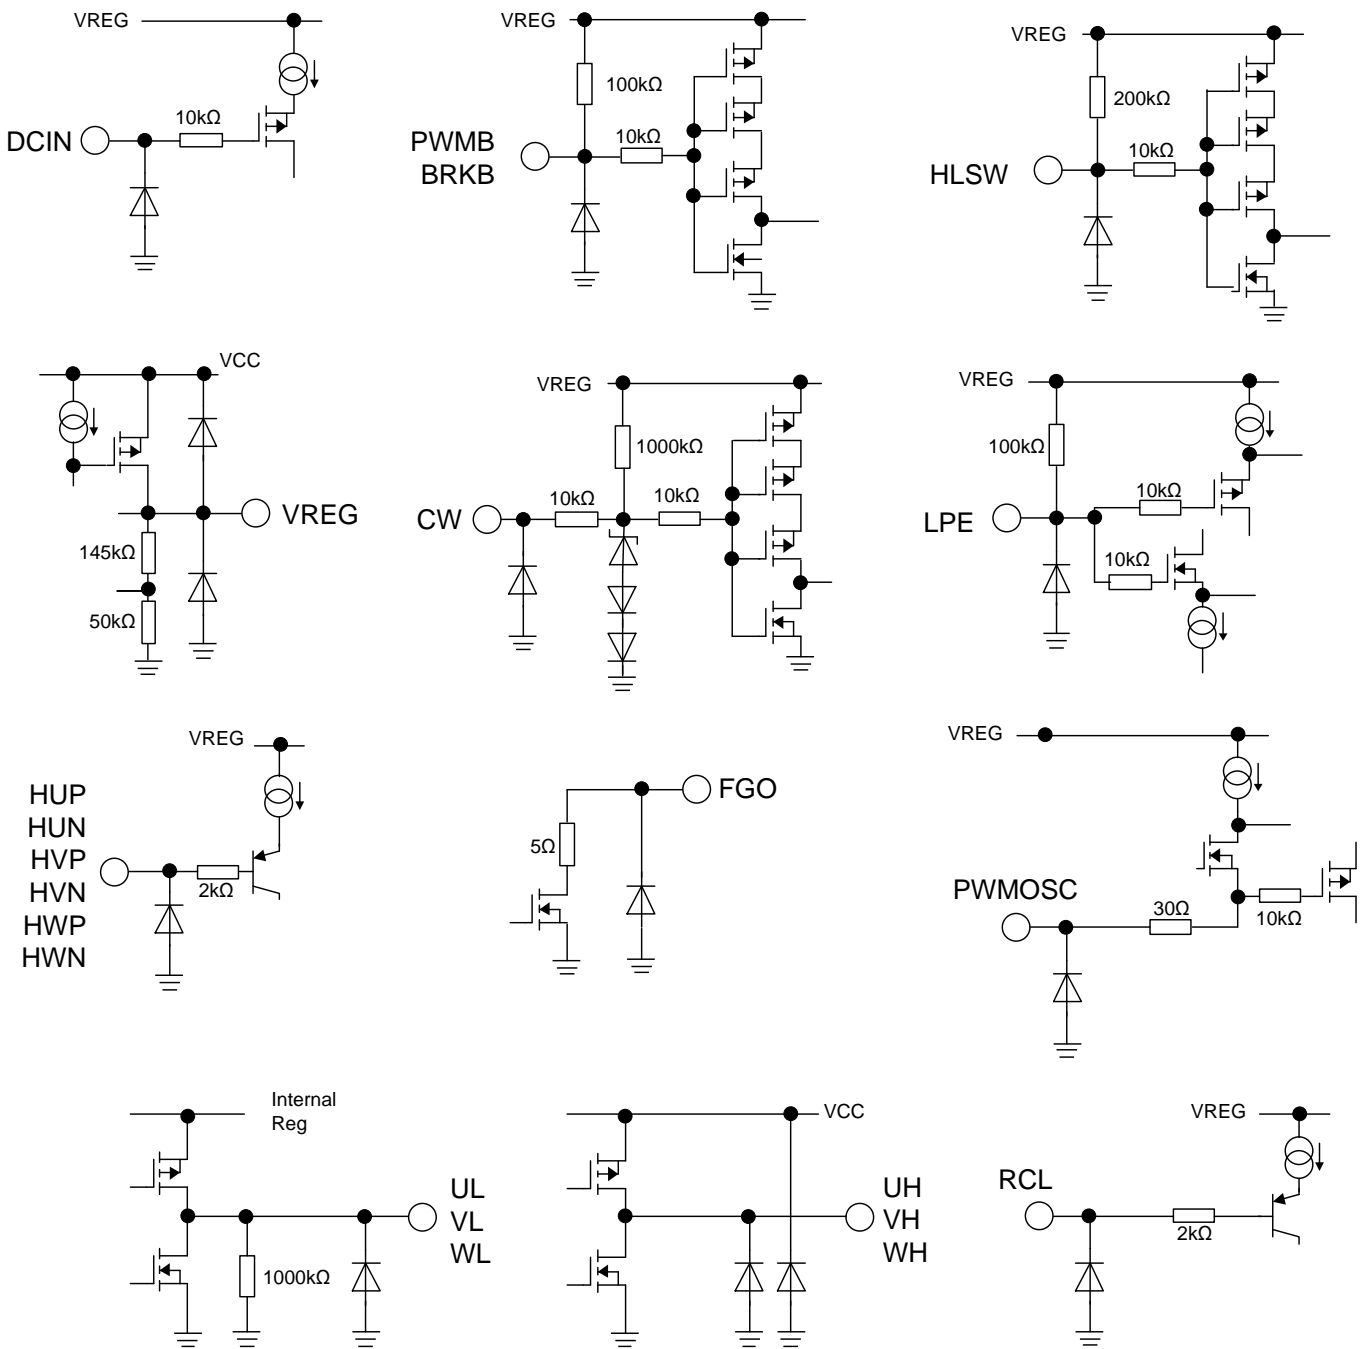 VREG
10kΩ
DCIN
VREG
100kΩ
10kΩ
PWMB
BRKB
VREG
200kΩ
10kΩ
HLSW
VCC
VREG
145kΩ
50kΩ
VREG
1000kΩ
10kΩ
10kΩ
CW
VREG
100kΩ
10kΩ
LPE
10kΩ
VREG
HUP
HUN
HVP
HVN
HWP
HWN
2kΩ
FGO
5Ω
VREG
PWMOSC
30Ω
10kΩ
Internal
Reg
UL
VL
WL
1000kΩ
VCC
UH
VH
WH
VREG
RCL
2kΩ